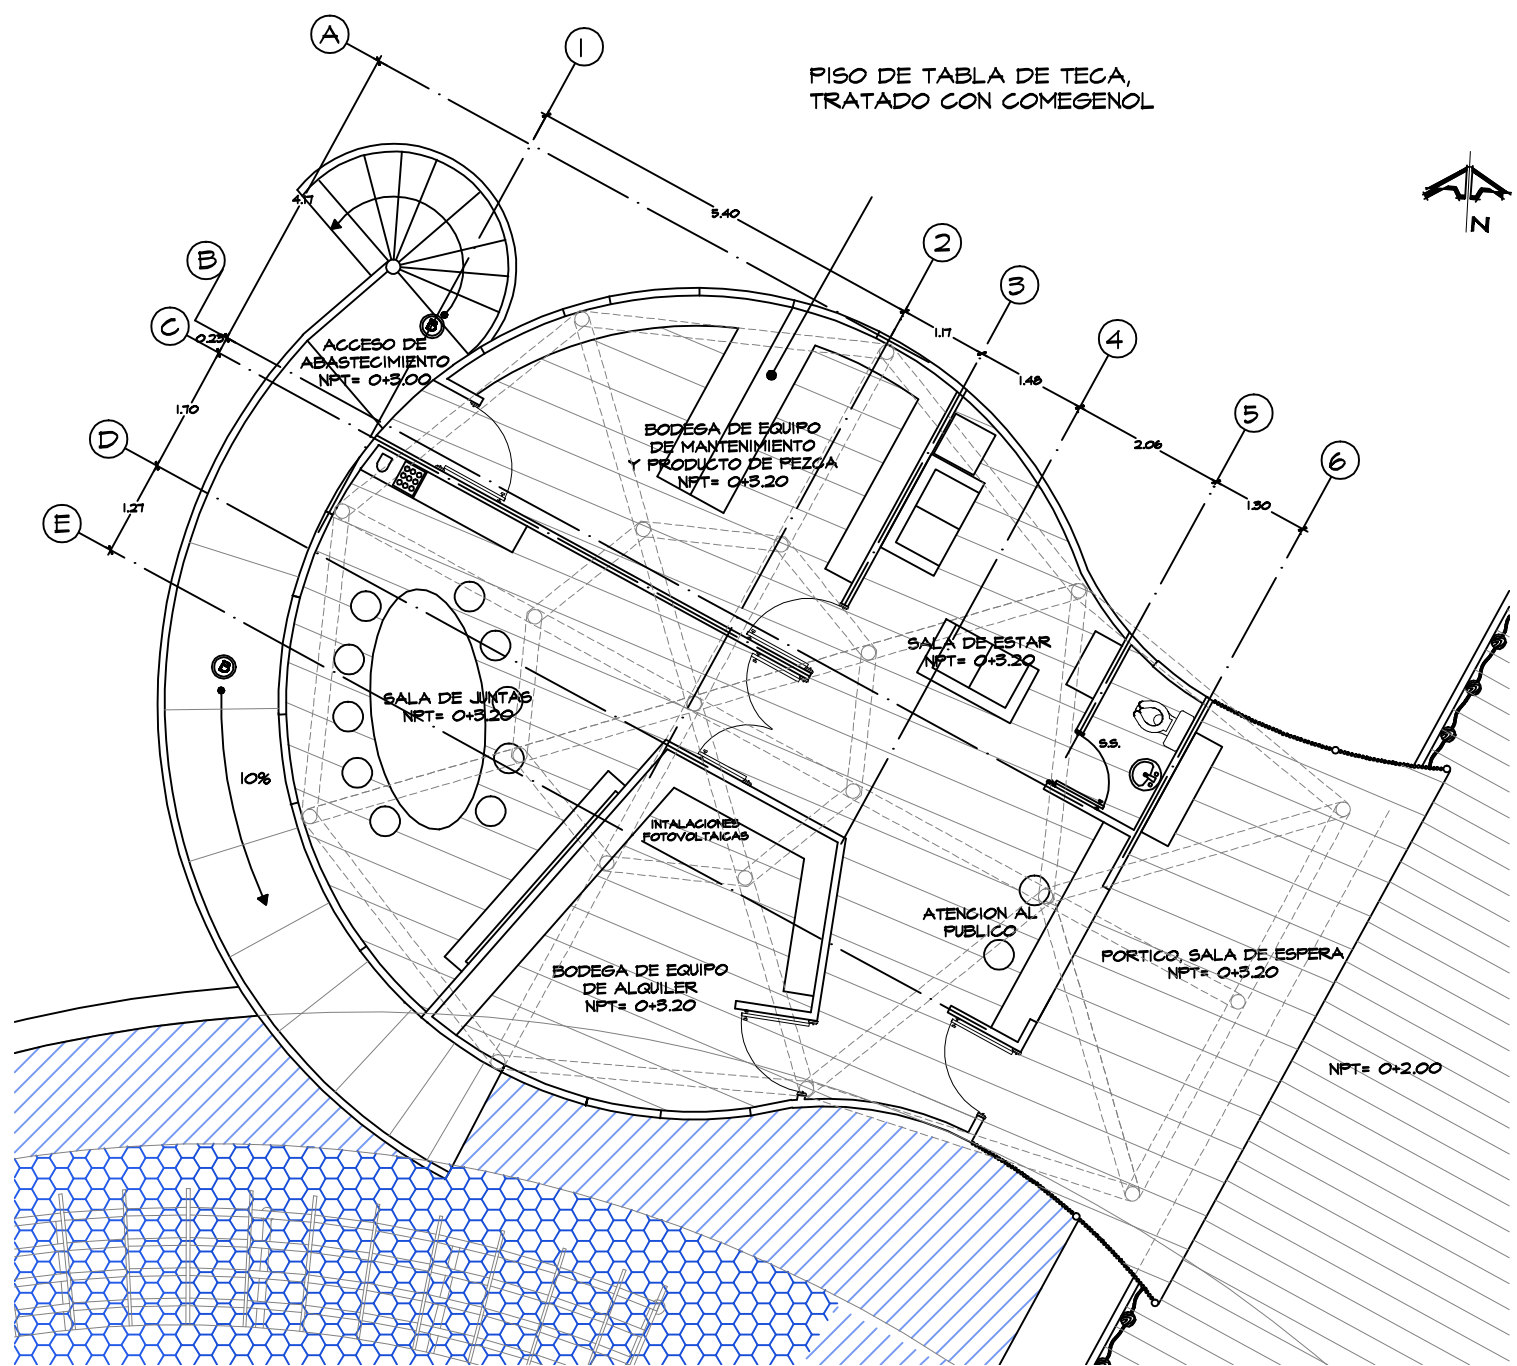 A
1
PISO DE TABLA DE TECA,
TRATADO CON COMEGENOL
N
4.17
5.40
2
B
3
C
0.23
1.17
4
ACCESO DE
ABASTECIMIENTO
NPT= 0+3.00
B
1.48
5
1.70
2.06
6
D
BODEGA DE EQUIPO
DE MANTENIMIENTO
Y PRODUCTO DE PEZCA
NPT= 0+3.20
E
1.27
1.30
SALA DE ESTAR
NPT= 0+3.20
B
SALA DE JUNTAS
NRT= 0+3.20
S.S.
10%
INTALACIONES
FOTOVOLTAICAS
ATENCION AL
PUBLICO
PORTICO, SALA DE ESPERA
NPT= 0+3.20
BODEGA DE EQUIPO
DE ALQUILER
NPT= 0+3.20
NPT= 0+2.00